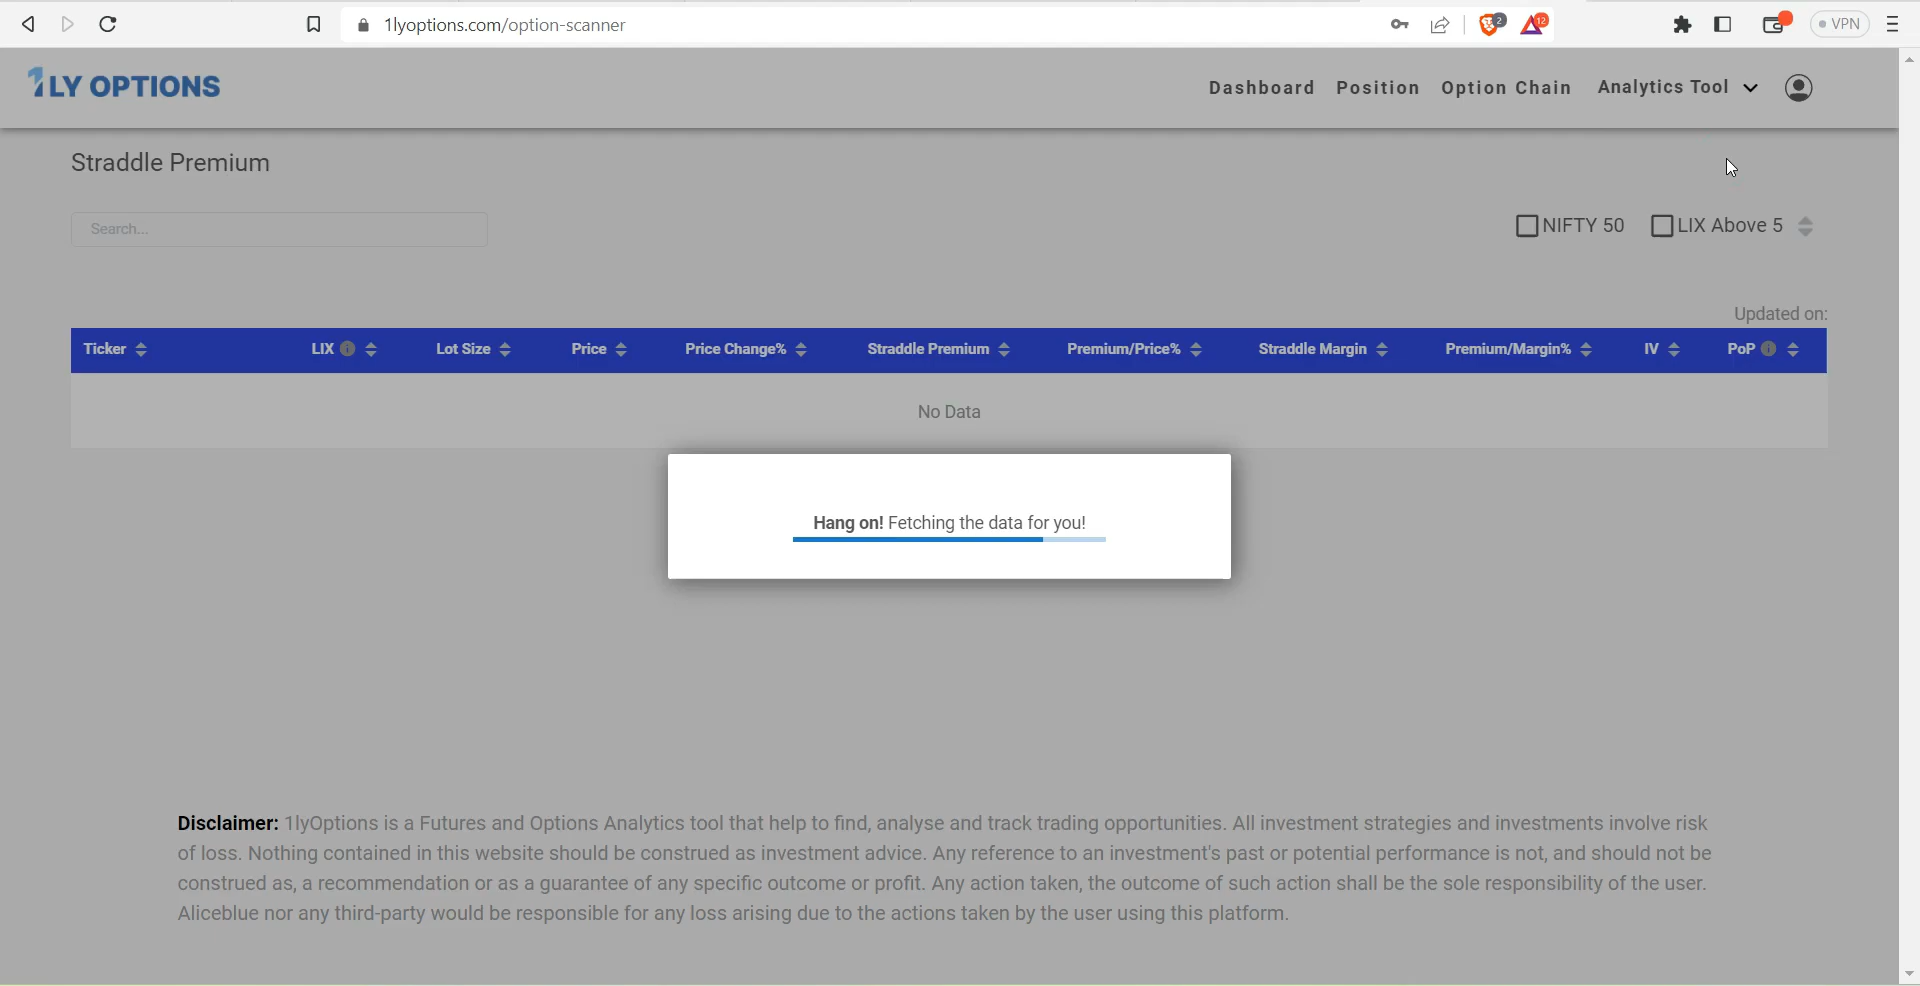 1lyoptions.com/option-scanner
2
12
VPN
1LY OPTIONS
Dashboard Position Option Chain Analytics Tool
Straddle Premium
Search...
NIFTY 50 LIX Above 5
Updated on:
Ticker LIX Lot Size Price Price Change% Straddle Premium Premium/Price% Straddle Margin Premium/Margin% IV PoP
No Data
Hang on! Fetching the data for you!
Disclaimer: 1lyOptions is a Futures and Options Analytics tool that help to find, analyse and track trading opportunities. All investment strategies and investments involve risk
of loss. Nothing contained in this website should be construed as investment advice. Any reference to an investment's past or potential performance is not, and should not be
construed as, a recommendation or as a guarantee of any specific outcome or profit. Any action taken, the outcome of such action shall be the sole responsibility of the user.
Aliceblue nor any third-party would be responsible for any loss arising due to the actions taken by the user using this platform.